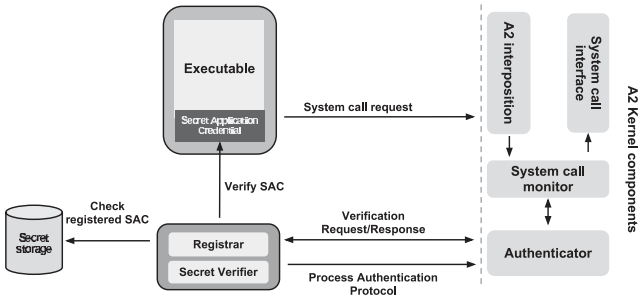 Executable
Secret Application
Credential
System call request
A2 interposition
System call
interface
A2 Kernel components
System call
monitor
Verify SAC
Check
registered SAC
Secret
storage
Registrar
Secret Verifier
Verification
Request/Response
Process Authentication
Protocol
Authenticator